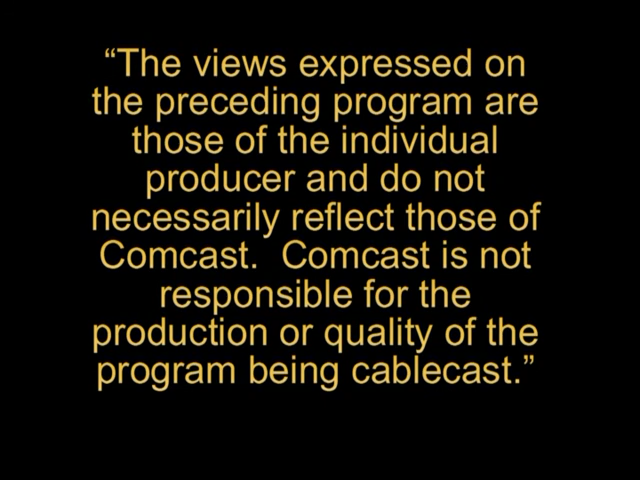 “The views expressed on
the preceding program are
those of the individual
producer and do not
necessarily reflect those of
Comcast.  Comcast is not
responsible for the
production or quality of the
program being cablecast.”